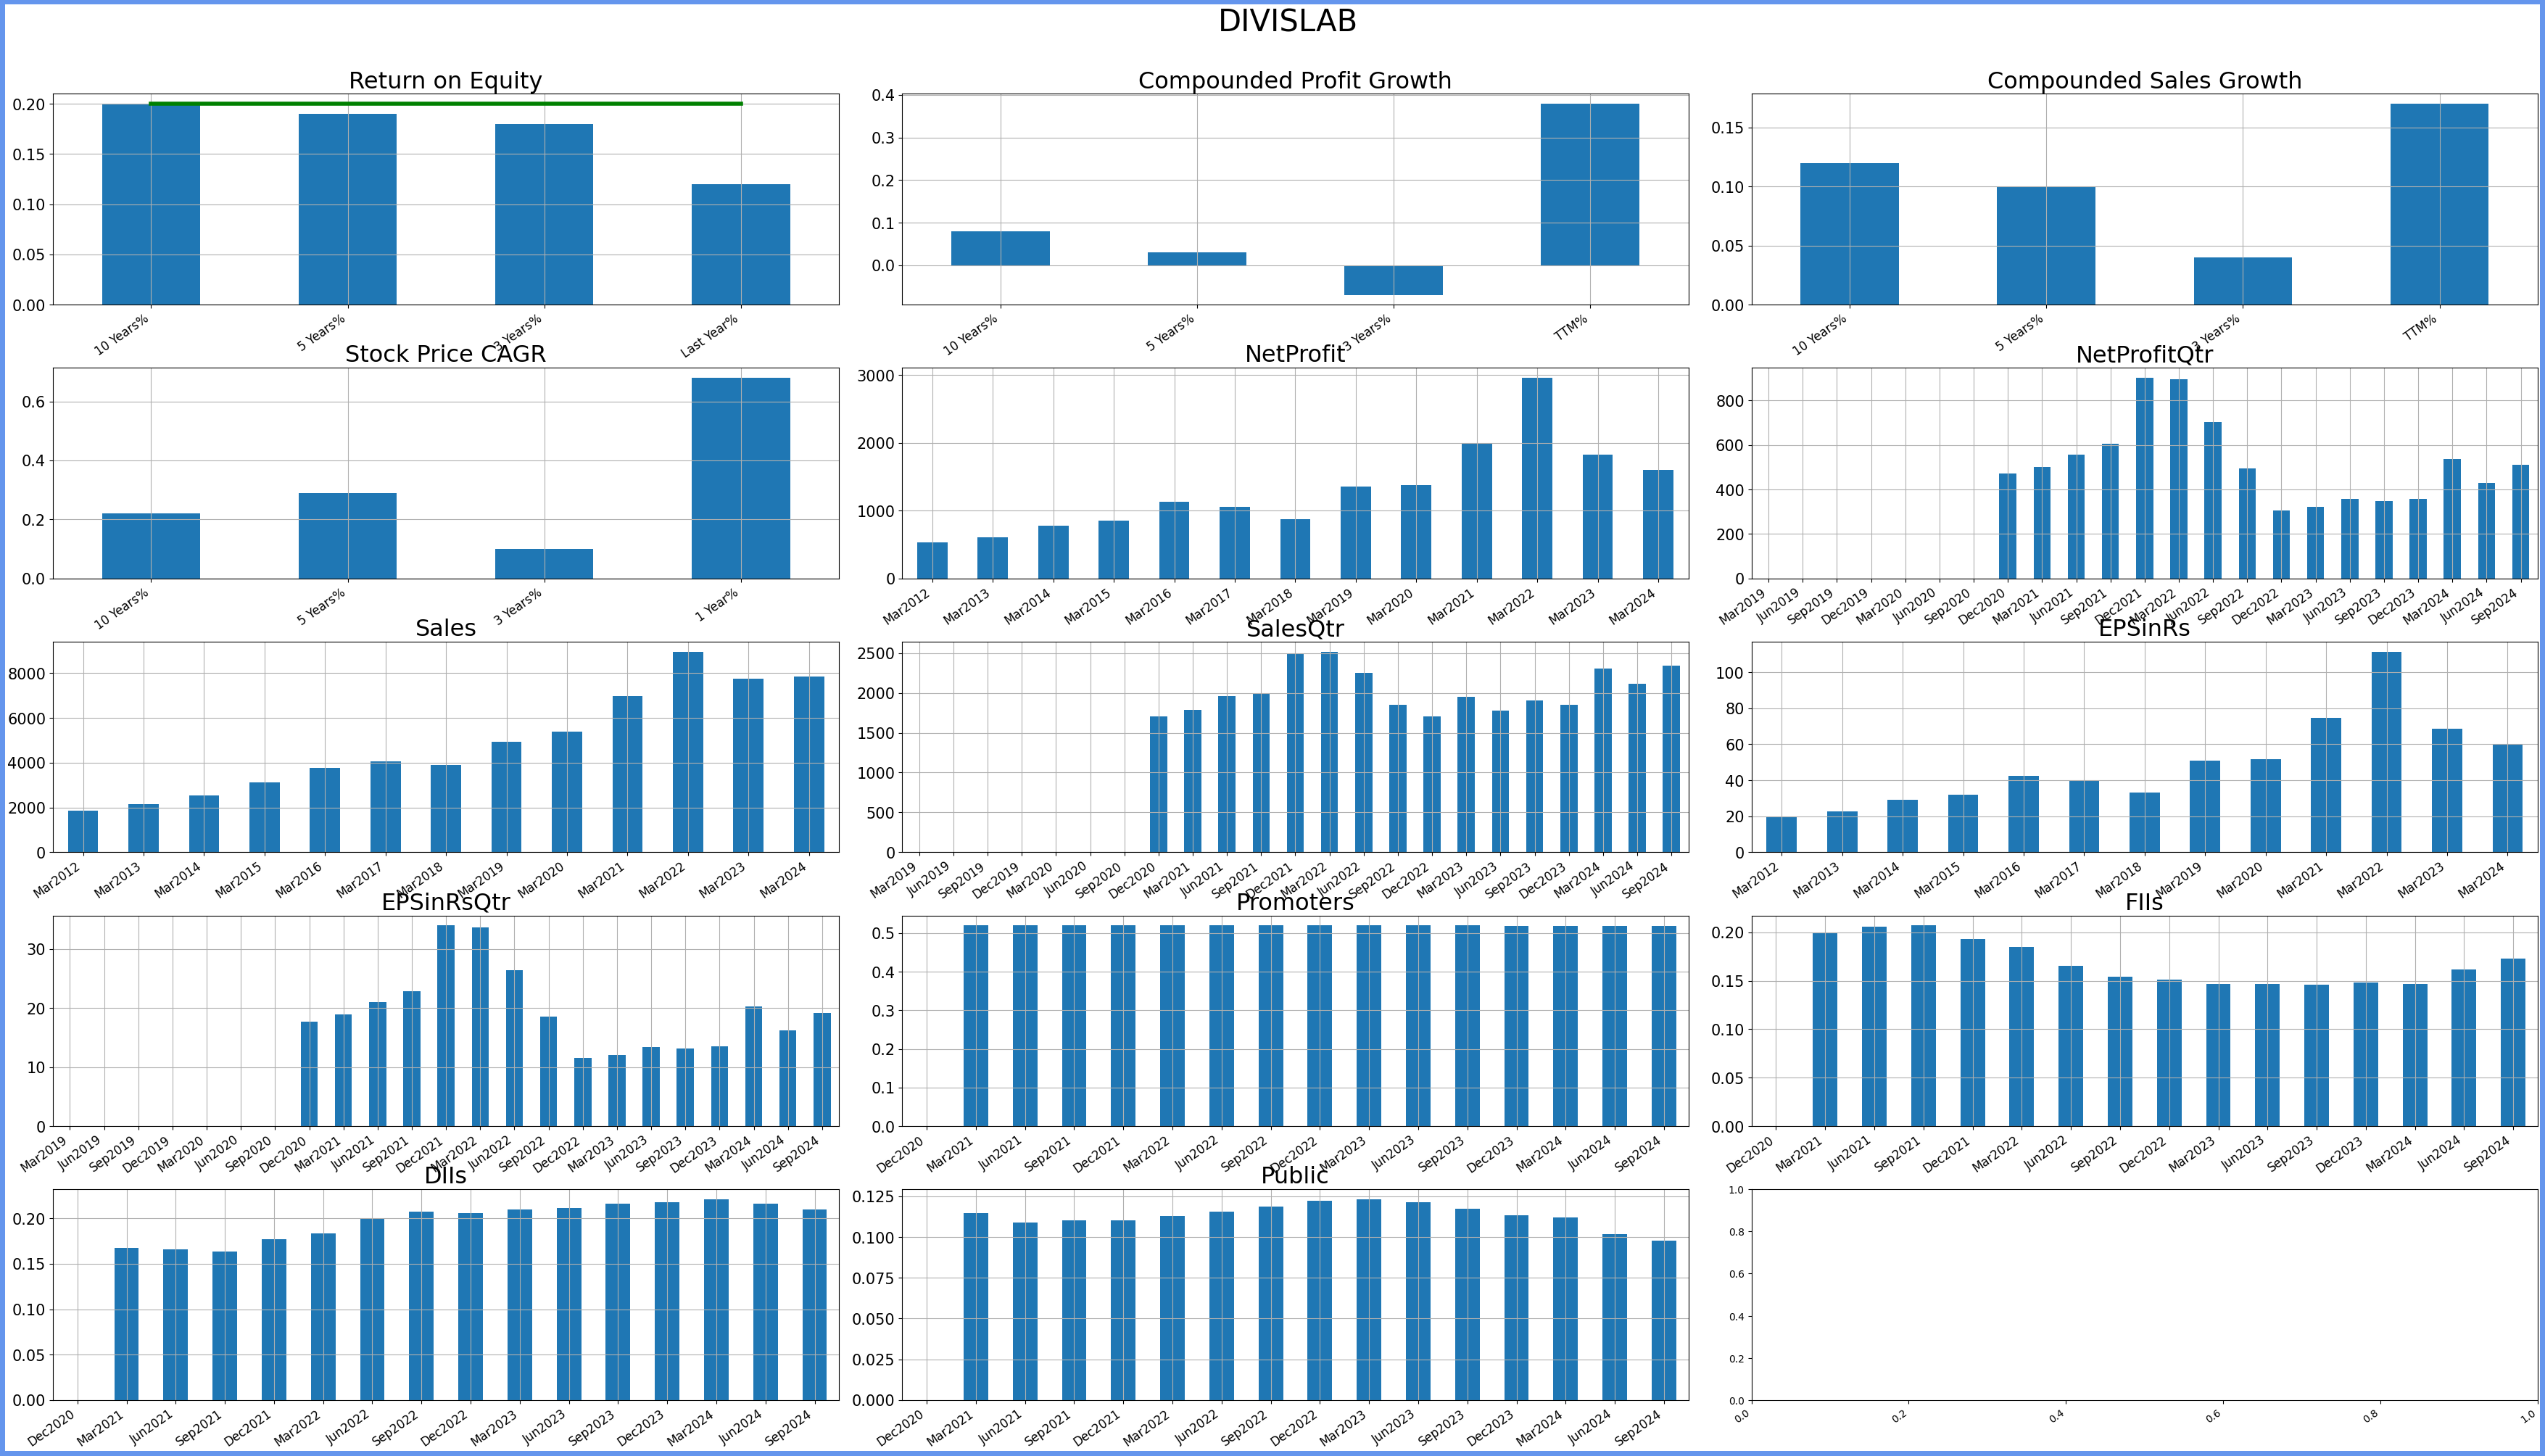 DIVISLAB
Return on Equity
0.20
0.15
0.10
0.05
0.00
10 Years% 5 Years% 3 Years% Last Year%
Compounded Profit Growth
0.4
0.3
0.2
0.1
0.0
10 Years% 5 Years% 3 Years% TTM%
Compounded Sales Growth
0.15
0.10
0.05
0.00
10 Years% 5 Years% 3 Years% TTM%
Stock Price CAGR
0.6
0.4
0.2
0.0
10 Years% 5 Years% 3 Years% 1 Year%
NetProfit
3000
2000
1000
0
Mar2012 Mar2013 Mar2014 Mar2015 Mar2016 Mar2017 Mar2018 Mar2019 Mar2020 Mar2021 Mar2022 Mar2023 Mar2024
NetProfitQtr
800
600
400
200
0
Mar2019 Jun2019 Sep2019 Dec2019 Mar2020 Jun2020 Sep2020 Dec2020 Mar2021 Jun2021 Sep2021 Dec2021 Mar2022 Jun2022 Sep2022 Dec2022 Mar2023 Jun2023 Sep2023 Dec2023 Mar2024 Jun2024 Sep2024
Sales
8000
6000
4000
2000
0
Mar2012 Mar2013 Mar2014 Mar2015 Mar2016 Mar2017 Mar2018 Mar2019 Mar2020 Mar2021 Mar2022 Mar2023 Mar2024
SalesQtr
2500
2000
1500
1000
500
0
Mar2019 Jun2019 Sep2019 Dec2019 Mar2020 Jun2020 Sep2020 Dec2020 Mar2021 Jun2021 Sep2021 Dec2021 Mar2022 Jun2022 Sep2022 Dec2022 Mar2023 Jun2023 Sep2023 Dec2023 Mar2024 Jun2024 Sep2024
EPSinRs
100
80
60
40
20
0
Mar2012 Mar2013 Mar2014 Mar2015 Mar2016 Mar2017 Mar2018 Mar2019 Mar2020 Mar2021 Mar2022 Mar2023 Mar2024
EPSinRsQtr
30
20
10
0
Mar2019 Jun2019 Sep2019 Dec2019 Mar2020 Jun2020 Sep2020 Dec2020 Mar2021 Jun2021 Sep2021 Dec2021 Mar2022 Jun2022 Sep2022 Dec2022 Mar2023 Jun2023 Sep2023 Dec2023 Mar2024 Jun2024 Sep2024
Promoters
0.5
0.4
0.3
0.2
0.1
0.0
Dec2020 Mar2021 Jun2021 Sep2021 Dec2021 Mar2022 Jun2022 Sep2022 Dec2022 Mar2023 Jun2023 Sep2023 Dec2023 Mar2024 Jun2024 Sep2024
FIIs
0.20
0.15
0.10
0.05
0.00
Dec2020 Mar2021 Jun2021 Sep2021 Dec2021 Mar2022 Jun2022 Sep2022 Dec2022 Mar2023 Jun2023 Sep2023 Dec2023 Mar2024 Jun2024 Sep2024
DIIs
0.20
0.15
0.10
0.05
0.00
Dec2020 Mar2021 Jun2021 Sep2021 Dec2021 Mar2022 Jun2022 Sep2022 Dec2022 Mar2023 Jun2023 Sep2023 Dec2023 Mar2024 Jun2024 Sep2024
Public
0.125
0.100
0.075
0.050
0.025
0.000
Dec2020 Mar2021 Jun2021 Sep2021 Dec2021 Mar2022 Jun2022 Sep2022 Dec2022 Mar2023 Jun2023 Sep2023 Dec2023 Mar2024 Jun2024 Sep2024
1.0
0.8
0.6
0.4
0.2
0.0
0.0 0.2 0.4 0.6 0.8 1.0